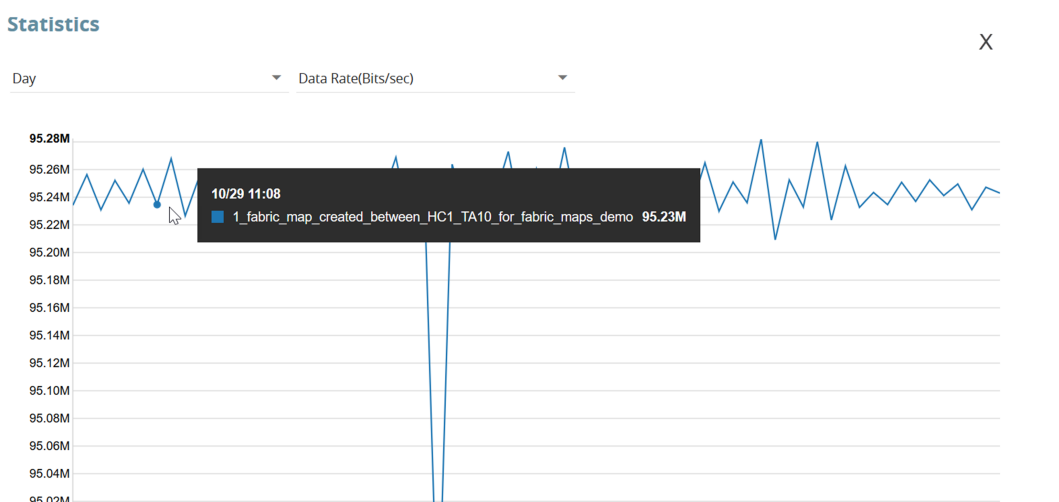 Statistics
X
Day
Data Rate(Bits/sec)
95.28M
95.26M
95.24M
95.22M
95.20M
95.18M
95.16M
95.14M
95.12M
95.10M
95.08M
95.06M
95.04M
95.02M
10/29 11:08
1_fabric_map_created_between_HC1_TA10_for_fabric_maps_demo 95.23M